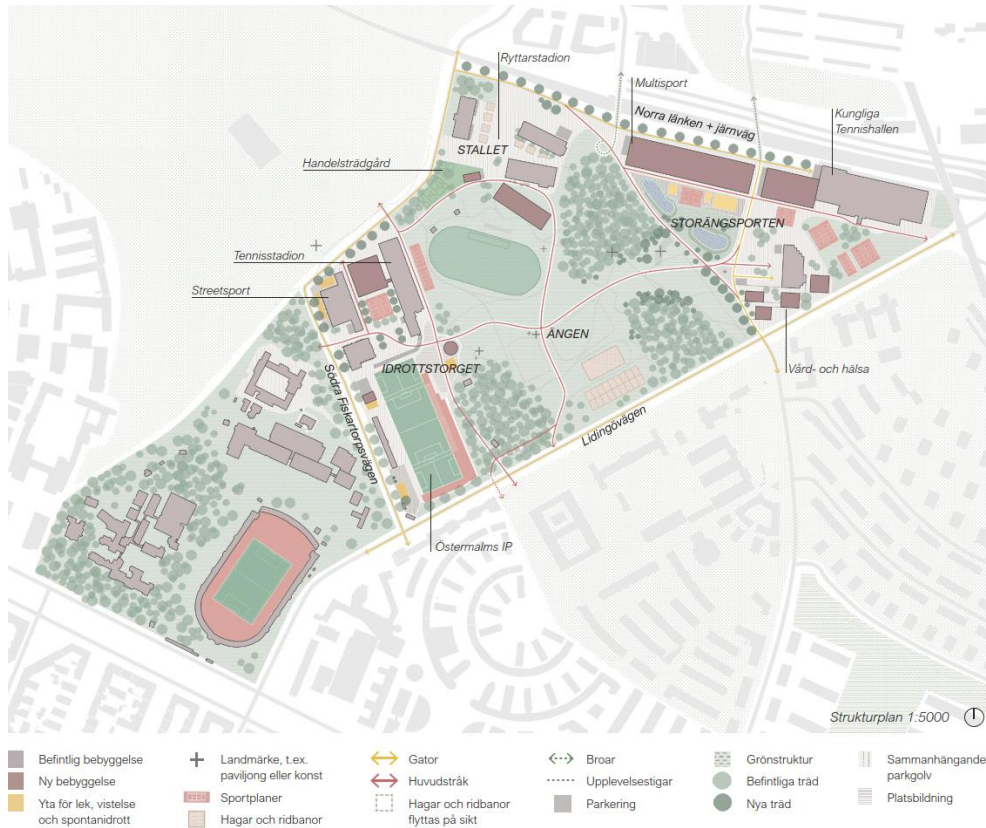 Ryttarstadion
Multisport
Norra länken + järnväg
Kungliga
Tennishallen
STALLET
Handelsträdgård
STORÄNGSPORTEN
Tennisstadion
Streetsport
ÄNGEN
IDROTTSTORGET
Vård- och hälsa
Södra Fiskartorpsvägen
Lidingövägen
Östermalms IP
Strukturplan 1:5000
Befintlig bebyggelse
Ny bebyggelse
Yta för lek, vistelse
och spontanidrott
Landmärke, t.ex.
paviljong eller konst
Sportplaner
Hagar och ridbanor
Gator
Huvudstråk
Hagar och ridbanor
flyttas på sikt
Broar
Upplevelsestigar
Parkering
Grönstruktur
Befintliga träd
Nya träd
Sammanhängande
parkgolv
Platsbildning